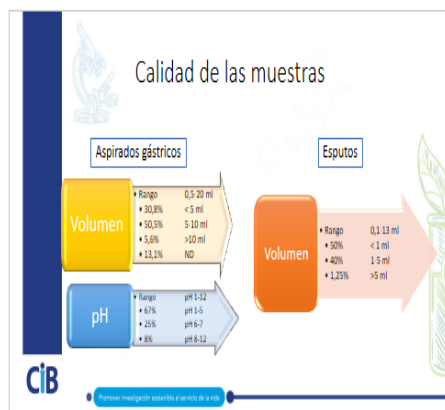 Calidad de las muestras
Aspirados gástricos
Volumen
• Rango 0,5-20 ml
• 30,8% < 5 ml
• 50,5% 5-10 ml
• 5,6% >10 ml
• 13,1% ND
pH
• Rango pH 1-12
• 67% pH 1-5
• 25% pH 6-7
• 8% pH 8-12
Esputos
Volumen
• Rango 0,1-13 ml
• 50% < 1 ml
• 40% 1-5 ml
• 1,25% >5 ml
CIB
Promover investigación sostenible al servicio de la vida